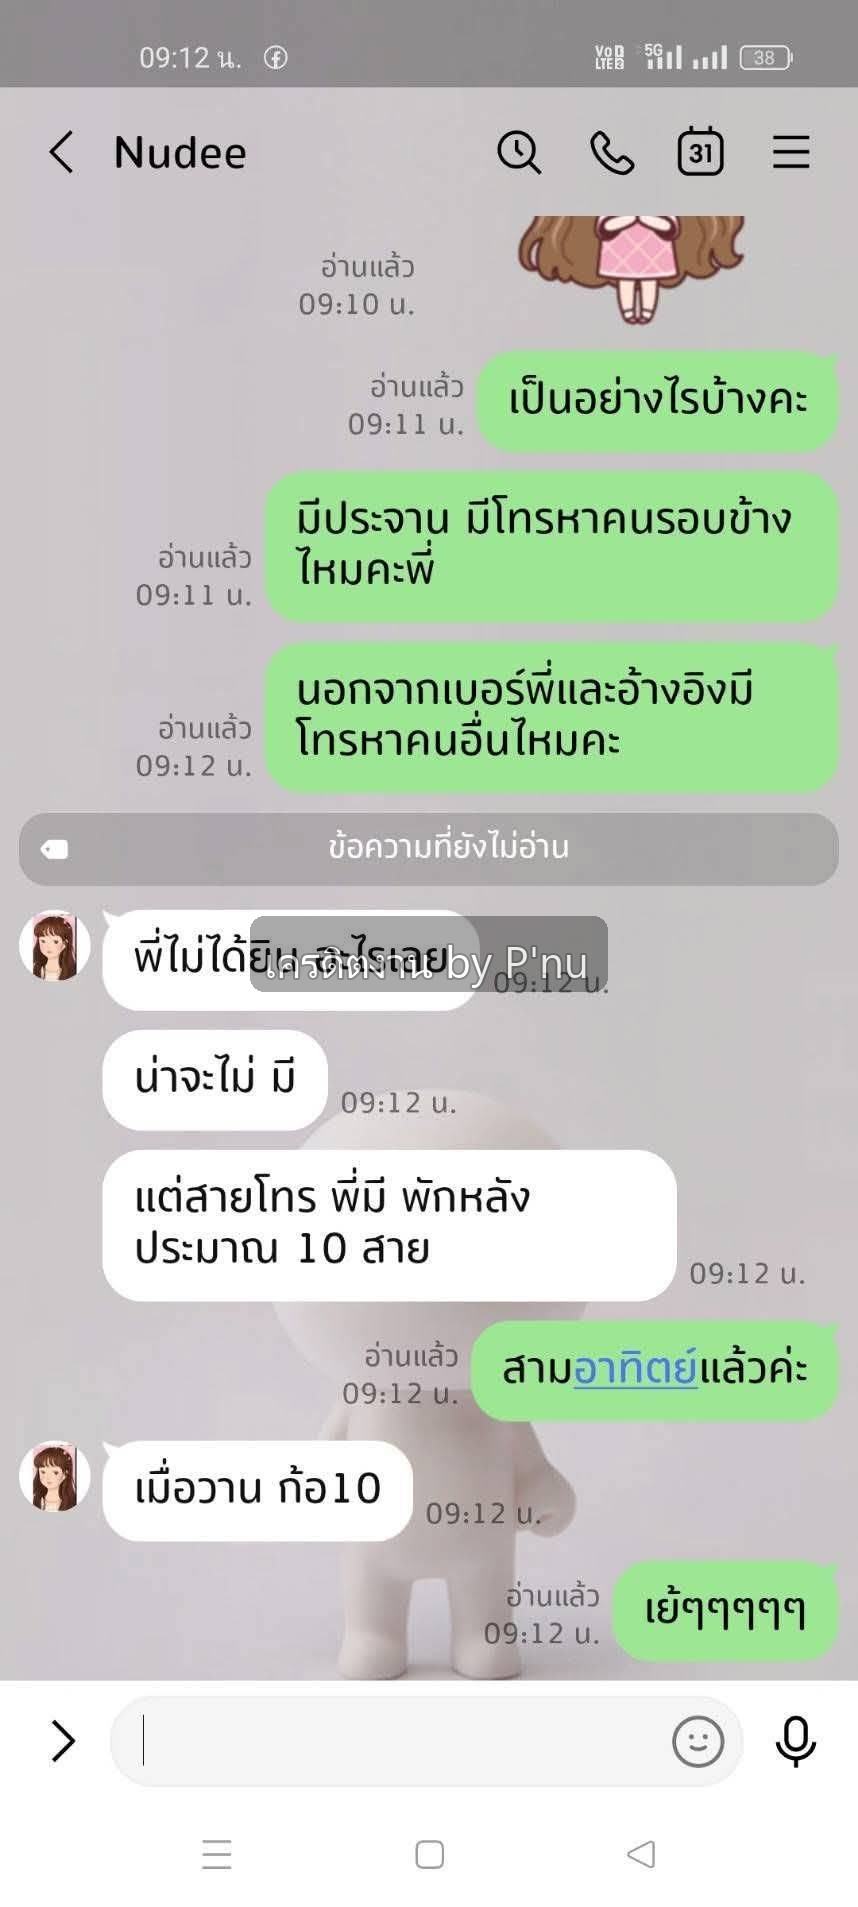 09:12 น.
VoD LTE2 5G 38
Nudee
31
อ่านแล้ว
09:10 น.
เป็นอย่างไรบ้างคะ
อ่านแล้ว
09:11 น.
มีประจาน มีโทรหาคนรอบข้าง
ไหมคะพี่
อ่านแล้ว
09:11 น.
นอกจากเบอร์พี่และอ้างอิงมี
โทรหาคนอื่นไหมคะ
อ่านแล้ว
09:12 น.
ข้อความที่ยังไม่อ่าน
พี่ไม่ได้ยิน อะไรเลย
เครดิตงาน by P'nu
09:12 น.
น่าจะไม่ มี
09:12 น.
แต่สายโทร พี่มี พักหลัง
ประมาณ 10 สาย
09:12 น.
สามอาทิตย์แล้วค่ะ
อ่านแล้ว
09:12 น.
เมื่อวาน ก้อ10
09:12 น.
เย้ๆๆๆๆๆ
อ่านแล้ว
09:12 น.